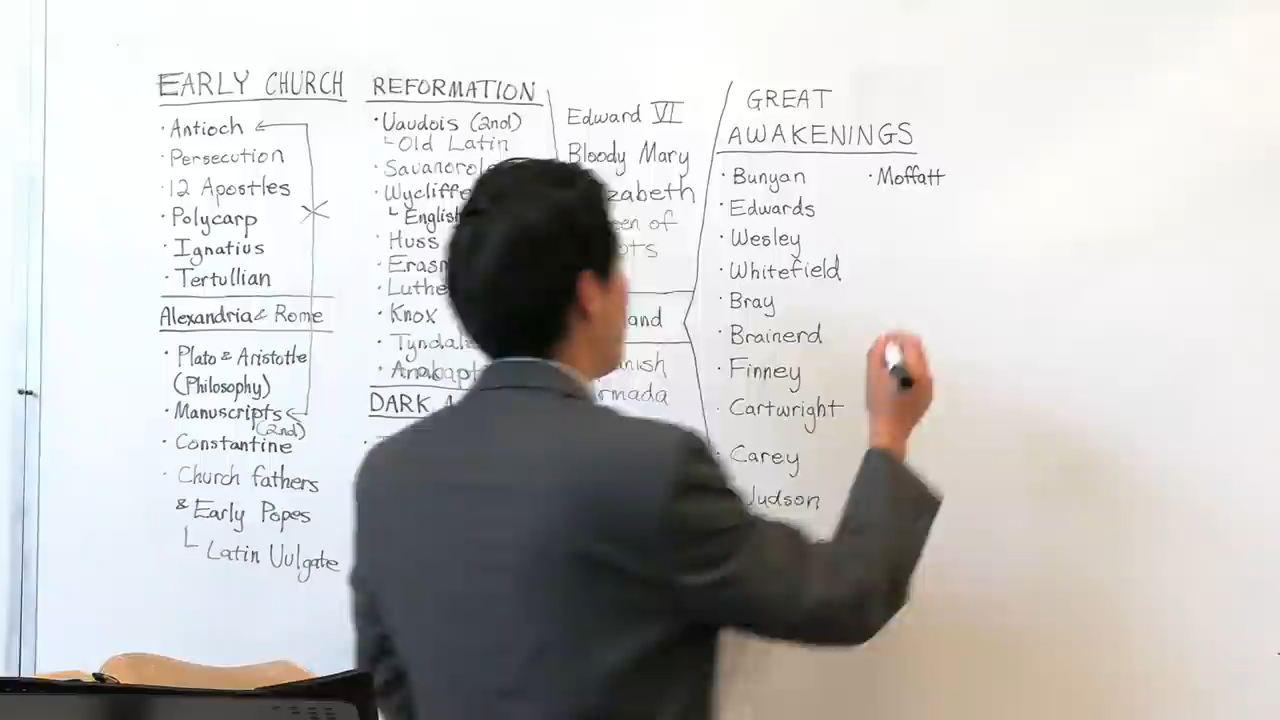 EARLY CHURCH
· Antioch
· Persecution
· 12 Apostles
· Polycarp
· Ignatius
· Tertullian
Alexandria & Rome
· Plato & Aristotle
(Philosophy)
· Manuscripts
(2nd)
· Constantine
· Church fathers
& Early Popes
Latin Vulgate
REFORMATION
· Vaudois (2nd)
Old Latin
· Savanorol
· Wycliffe
English
· Huss
· Erasm
· Luthe
· Knox
· Tyndal
· Anabapt
DARK A
Edward VI
Bloody Mary
zabeth
een of
ots
and
anish
rmada
GREAT
AWAKENINGS
· Bunyan
· Edwards
· Wesley
· Whitefield
· Bray
· Brainerd
· Finney
· Cartwright
· Carey
Judson
· Moffatt